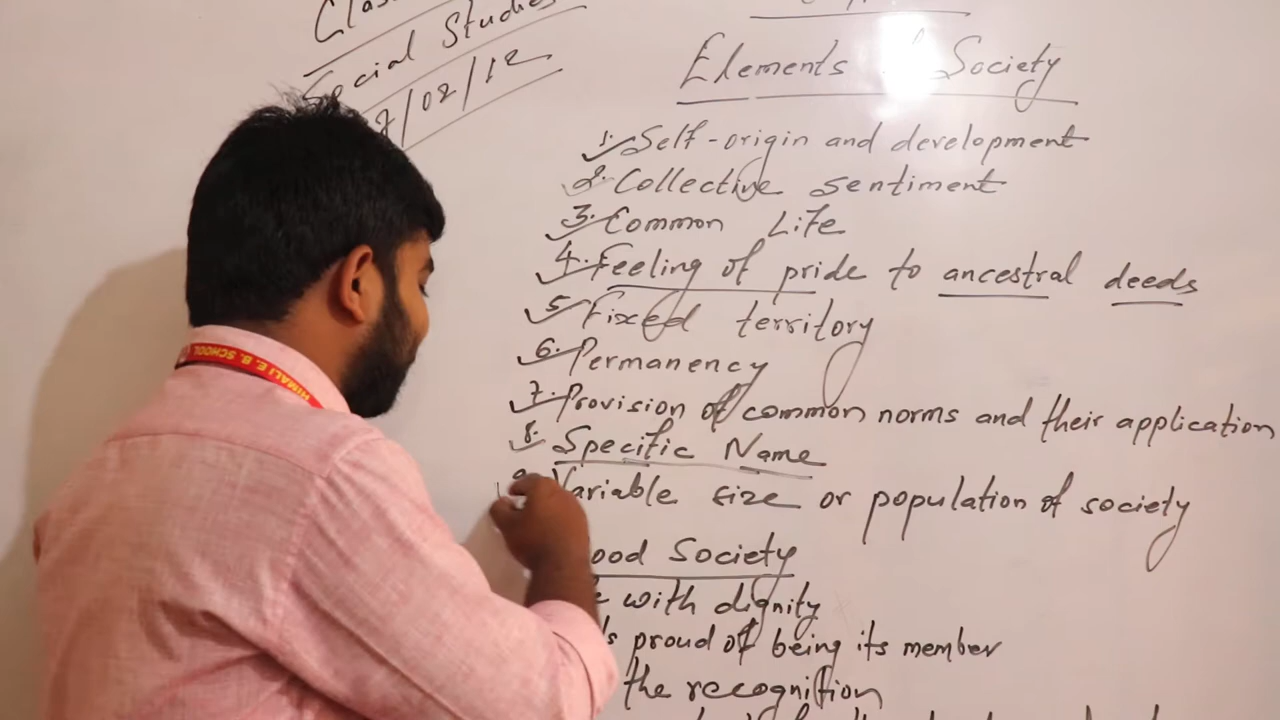 Social Studies
/02/12
Elements of Society
1. Self-origin and development
2. Collective sentiment
3. Common Life
4. Feeling of pride to ancestral deeds
5. Fixed territory
6. Permanency
7. Provision of common norms and their application
8. Specific Name
9. Variable size or population of society
ood Society
with dignity
proud of being its member
the recognition
HIMALI E. B. SCHOOL